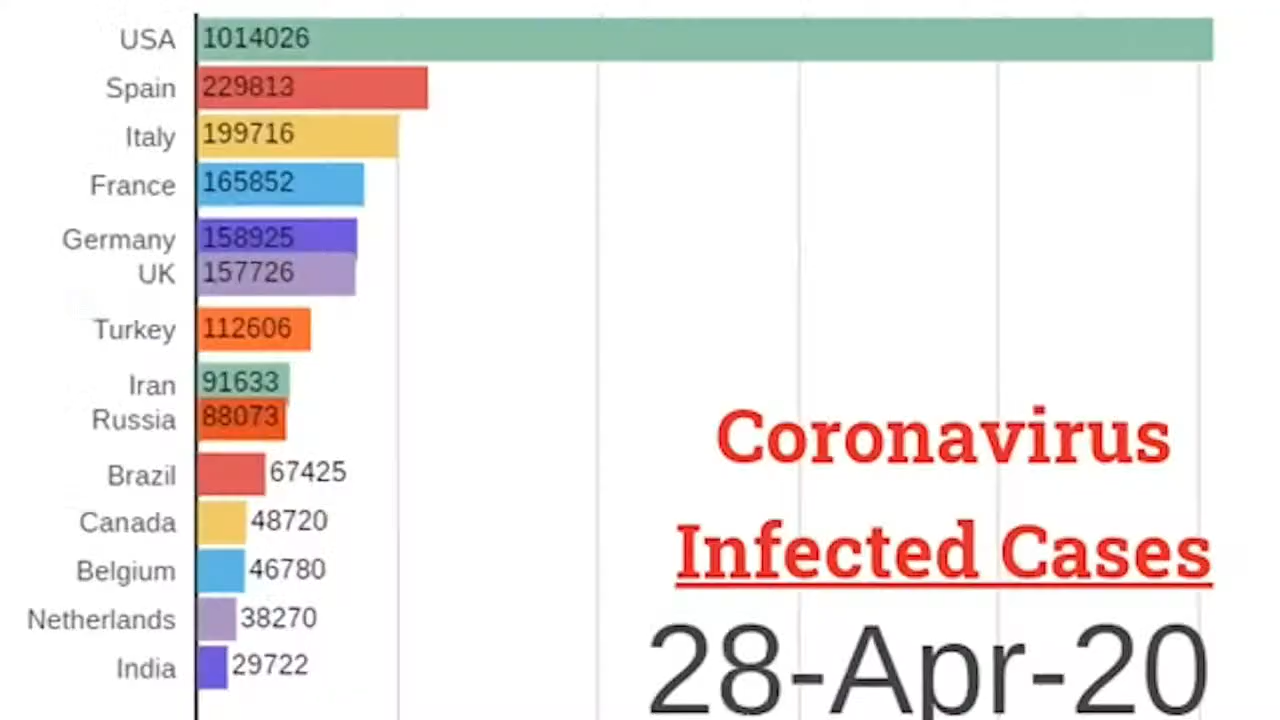 USA 1014026
Spain 229813
Italy 199716
France 165852
Germany 158925
UK 157726
Turkey 112606
Iran 91633
Russia 88073
Brazil 67425
Canada 48720
Belgium 46780
Netherlands 38270
India 29722
Coronavirus
Infected Cases
28-Apr-20